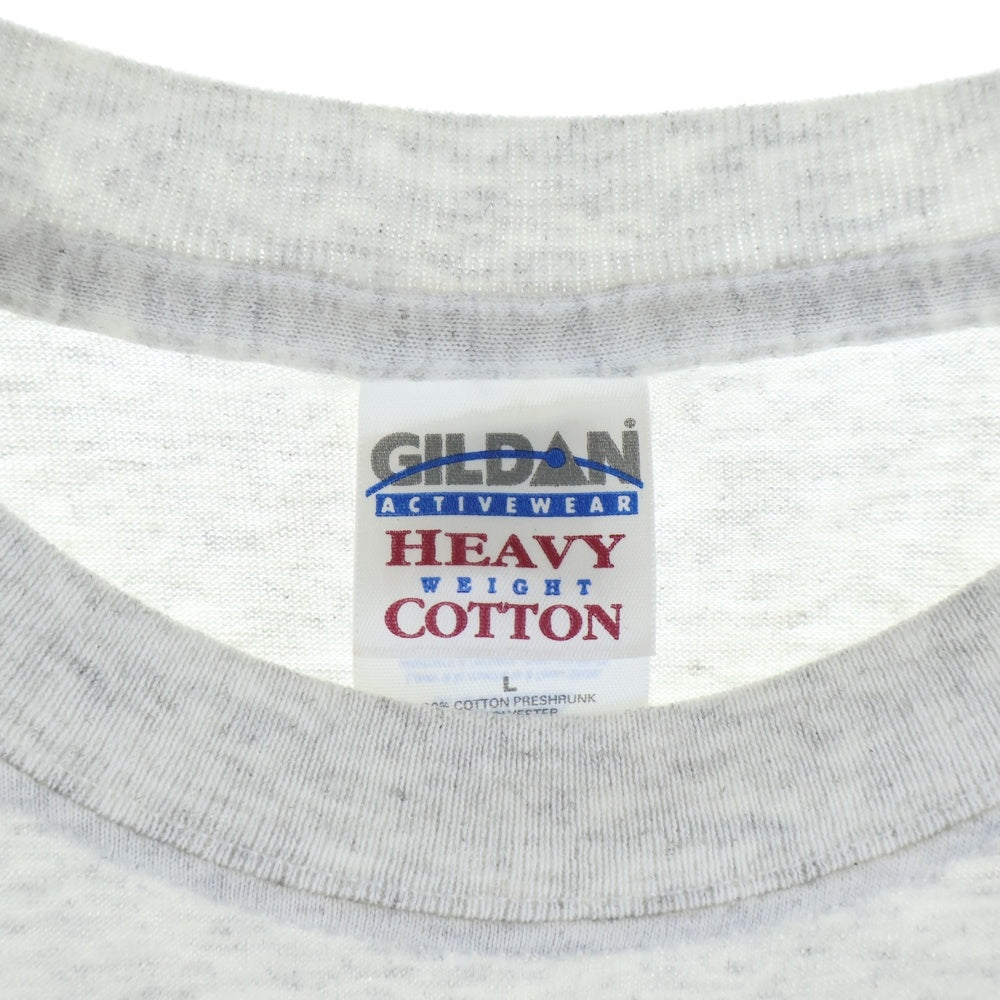 GILDAN®
ACTIVEWEAR
HEAVY
WEIGHT
COTTON
L
% COTTON PRESHRUNK